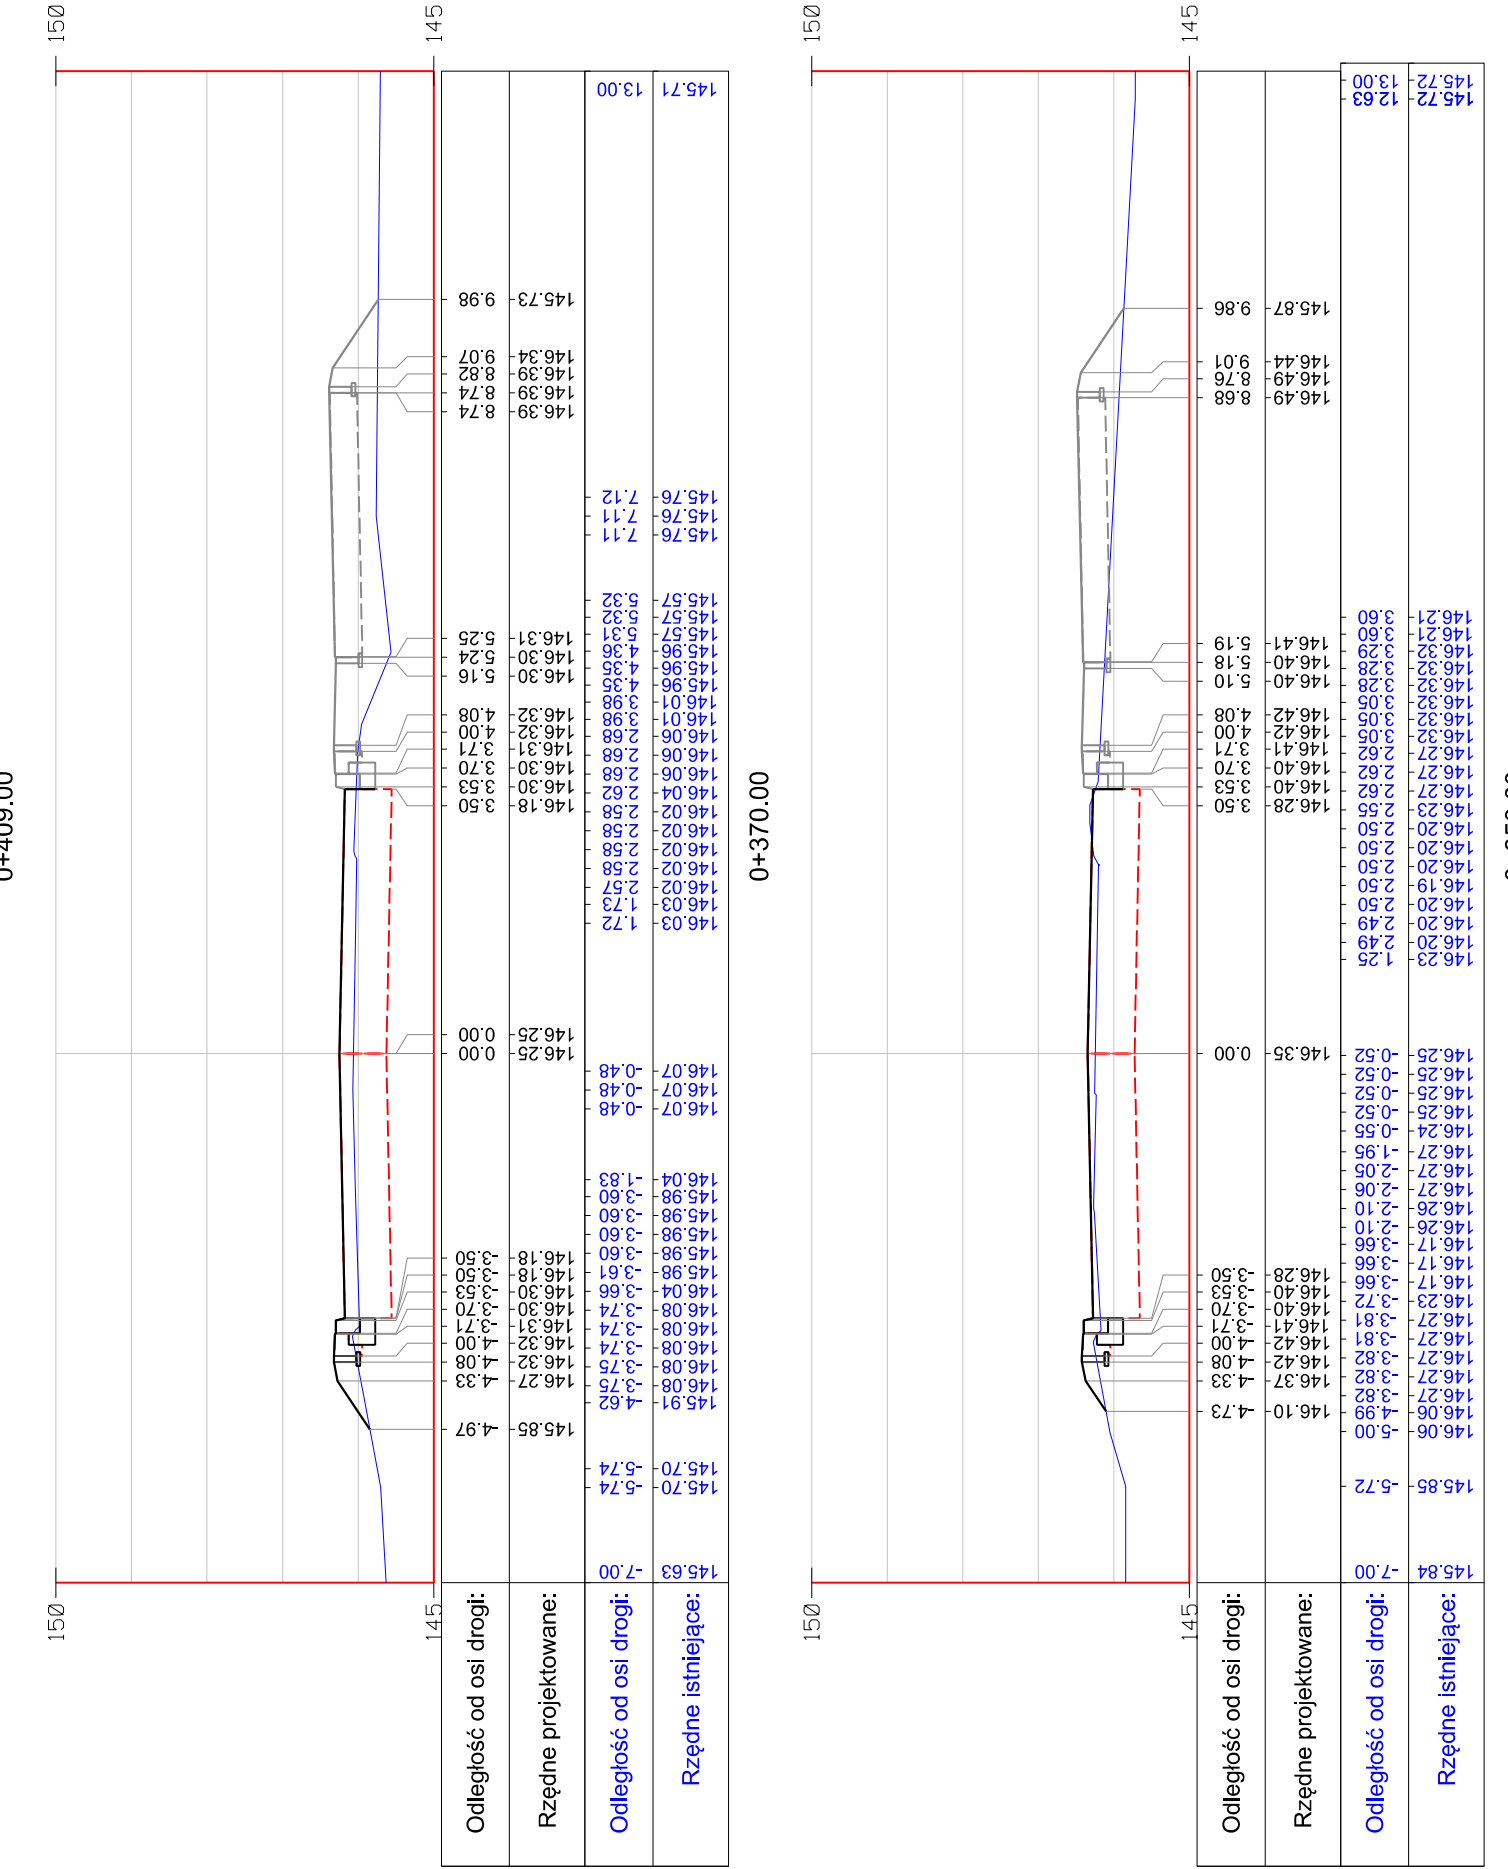 0+409.00
150 150
145 145
Odległość od osi drogi: -4.97 -4.33 -4.08 -4.00 -3.71 -3.70 -3.53 -3.50 -3.50 0.00 0.00 3.50 3.53 3.70 3.71 4.00 4.08 5.16 5.24 5.25 8.74 8.74 8.82 9.07 9.98
Rzędne projektowane: 145.85 146.27 146.32 146.32 146.31 146.30 146.30 146.18 146.18 146.25 146.25 146.18 146.30 146.30 146.31 146.32 146.32 146.30 146.30 146.31 146.39 146.39 146.39 146.34 145.73
Odległość od osi drogi: -7.00 -5.74 -5.74 -4.62 -3.75 -3.75 -3.74 -3.74 -3.74 -3.66 -3.61 -3.60 -3.60 -3.60 -3.60 -1.83 -0.48 -0.48 -0.48 1.72 1.73 2.57 2.58 2.58 2.58 2.58 2.62 2.68 2.68 2.68 3.98 3.98 4.35 4.35 4.36 5.31 5.32 5.32 7.11 7.11 7.12 13.00
Rzędne istniejące: 145.63 145.70 145.70 145.91 146.08 146.08 146.08 146.08 146.08 146.04 145.98 145.98 145.98 145.98 145.98 146.04 146.07 146.07 146.07 146.03 146.03 146.02 146.02 146.02 146.02 146.02 146.04 146.06 146.06 146.06 146.01 146.01 145.96 145.96 145.96 145.57 145.57 145.57 145.76 145.76 145.76 145.71
0+370.00
150 150
145 145
Odległość od osi drogi: -4.73 -4.33 -4.08 -4.00 -3.71 -3.70 -3.53 -3.50 0.00 3.50 3.53 3.70 3.71 4.00 4.08 5.10 5.18 5.19 8.68 8.76 9.01 9.86
Rzędne projektowane: 146.10 146.37 146.42 146.42 146.41 146.40 146.40 146.28 146.35 146.28 146.40 146.40 146.41 146.42 146.42 146.40 146.40 146.41 146.49 146.49 146.44 145.87
Odległość od osi drogi: -7.00 -5.72 -5.00 -4.99 -3.82 -3.82 -3.82 -3.81 -3.81 -3.72 -3.66 -3.66 -3.66 -2.10 -2.10 -2.06 -2.05 -1.95 -0.55 -0.52 -0.52 -0.52 -0.52 1.25 2.49 2.49 2.50 2.50 2.50 2.50 2.50 2.55 2.62 2.62 2.62 3.05 3.05 3.05 3.28 3.28 3.29 3.60 3.60 12.63 13.00
Rzędne istniejące: 145.84 145.85 146.06 146.06 146.27 146.27 146.27 146.27 146.27 146.23 146.17 146.17 146.17 146.26 146.26 146.27 146.27 146.27 146.24 146.25 146.25 146.25 146.25 146.23 146.20 146.20 146.20 146.19 146.20 146.20 146.20 146.23 146.27 146.27 146.27 146.32 146.32 146.32 146.32 146.32 146.32 146.21 146.21 145.72 145.72